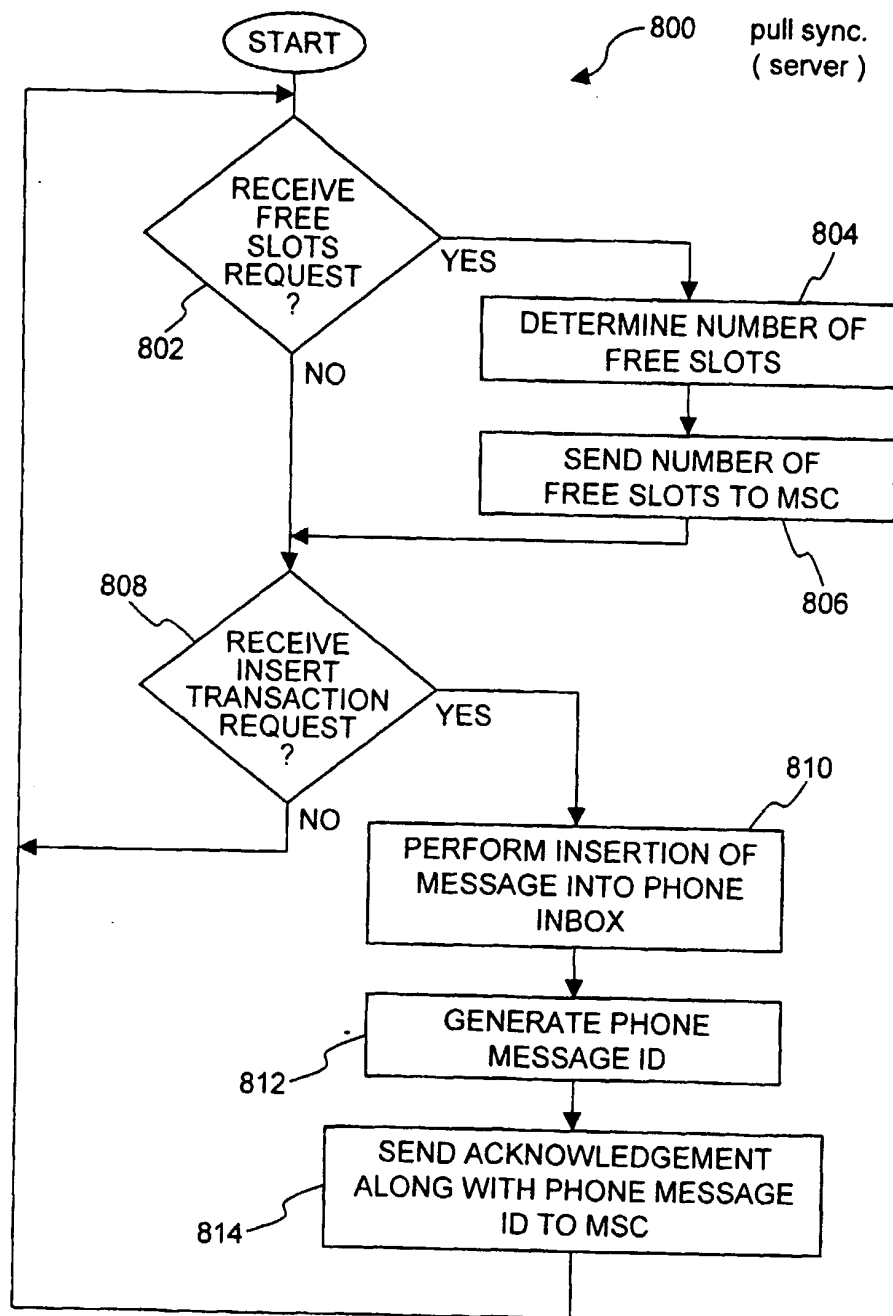 START
800
pull sync.
( server )
RECEIVE
FREE
SLOTS
REQUEST
?
802
YES
NO
804
DETERMINE NUMBER OF
FREE SLOTS
SEND NUMBER OF
FREE SLOTS TO MSC
806
808
RECEIVE
INSERT
TRANSACTION
REQUEST
?
YES
NO
810
PERFORM INSERTION OF
MESSAGE INTO PHONE
INBOX
GENERATE PHONE
MESSAGE ID
812
SEND ACKNOWLEDGEMENT
ALONG WITH PHONE MESSAGE
ID TO MSC
814